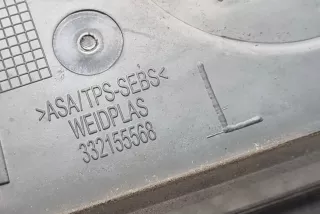 >ASA/TPS-SEBS<
WEIDPLAS
332155568
L